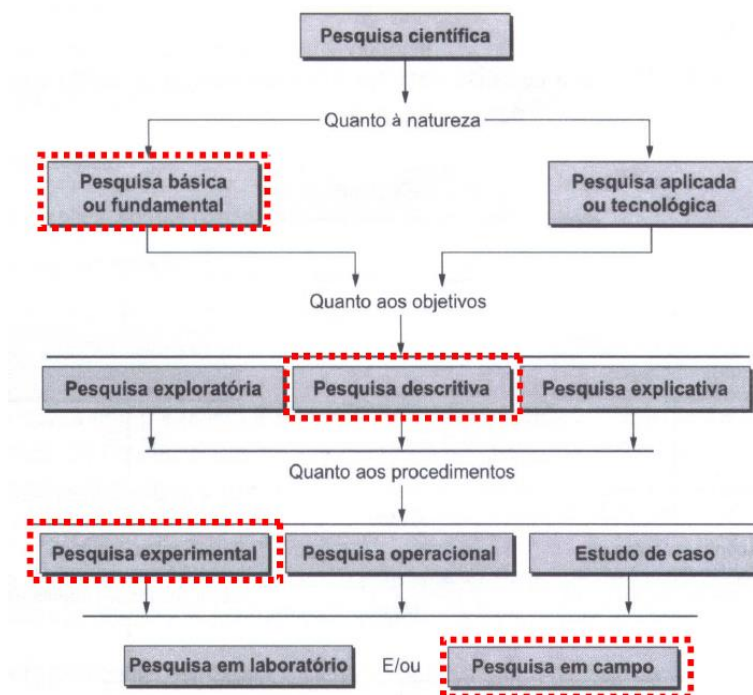 Pesquisa científica
Quanto à natureza
Pesquisa básica
ou fundamental
Pesquisa aplicada
ou tecnológica
Quanto aos objetivos
Pesquisa exploratória
Pesquisa descritiva
Pesquisa explicativa
Quanto aos procedimentos
Pesquisa experimental
Pesquisa operacional
Estudo de caso
Pesquisa em laboratório
E/ou
Pesquisa em campo